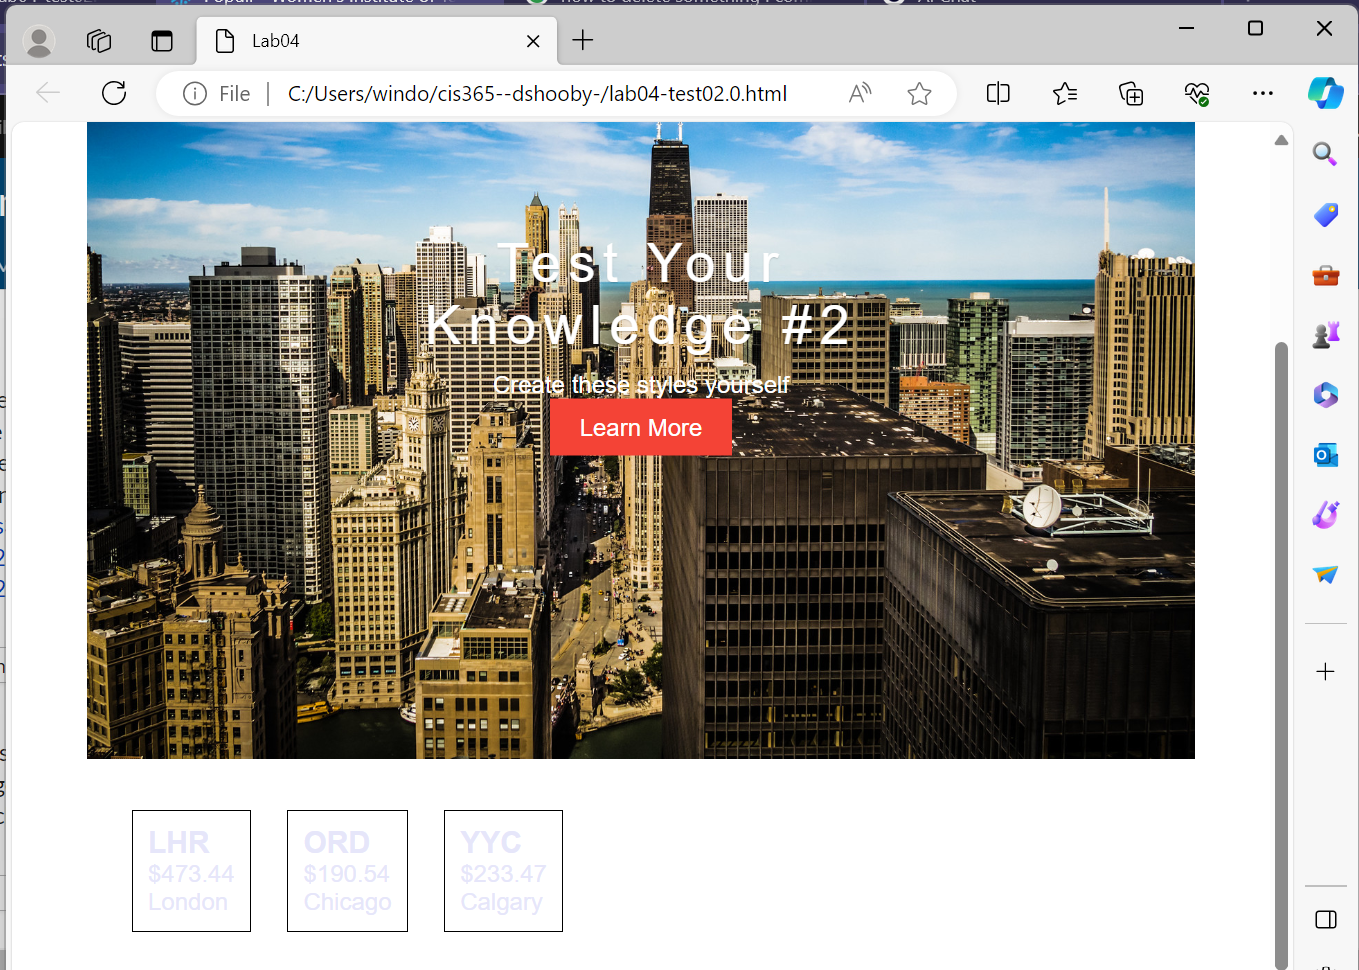 Lab04
File
C:/Users/windo/cis365--dshooby-/lab04-test02.0.html
Test Your
Knowledge #2
Create these styles yourself
Learn More
LHR
$473.44
London
ORD
$190.54
Chicago
YYC
$233.47
Calgary